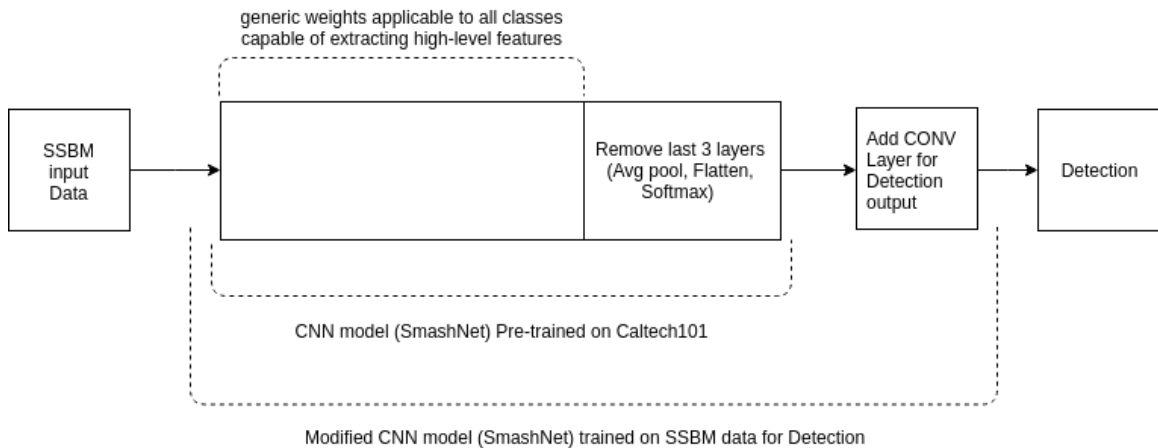 generic weights applicable to all classes
capable of extracting high-level features
SSBM
input
Data
Remove last 3 layers
(Avg pool, Flatten,
Softmax)
Add CONV
Layer for
Detection
output
Detection
CNN model (SmashNet) Pre-trained on Caltech101
Modified CNN model (SmashNet) trained on SSBM data for Detection